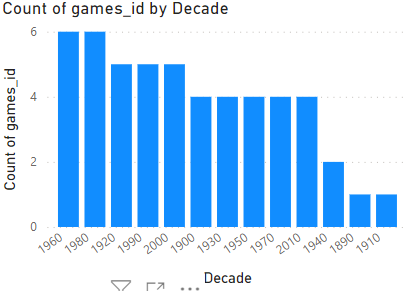 Count of games_id by Decade
Count of games_id
6
4
2
0
1960 1980 1920 1990 2000 1900 1930 1950 1970 2010 1940 1890 1910
Decade